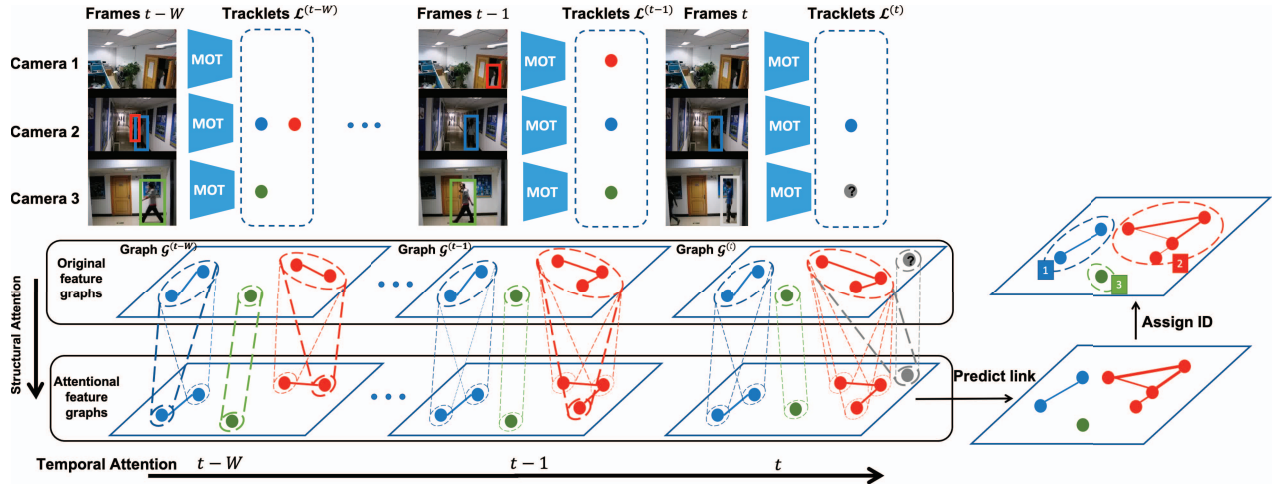 Frames t − W Tracklets 𝓛^(t−W) Frames t − 1 Tracklets 𝓛^(t−1) Frames t Tracklets 𝓛^(t)
Camera 1 MOT MOT MOT
Camera 2 MOT MOT MOT
Camera 3 MOT MOT MOT ?
Original
feature
graphs
Graph 𝒢^(t−W) Graph 𝒢^(t−1) Graph 𝒢^(t) ?
1 2 3
Structural Attention
Assign ID
Attentional
feature
graphs
Predict link
Temporal Attention t − W t − 1 t